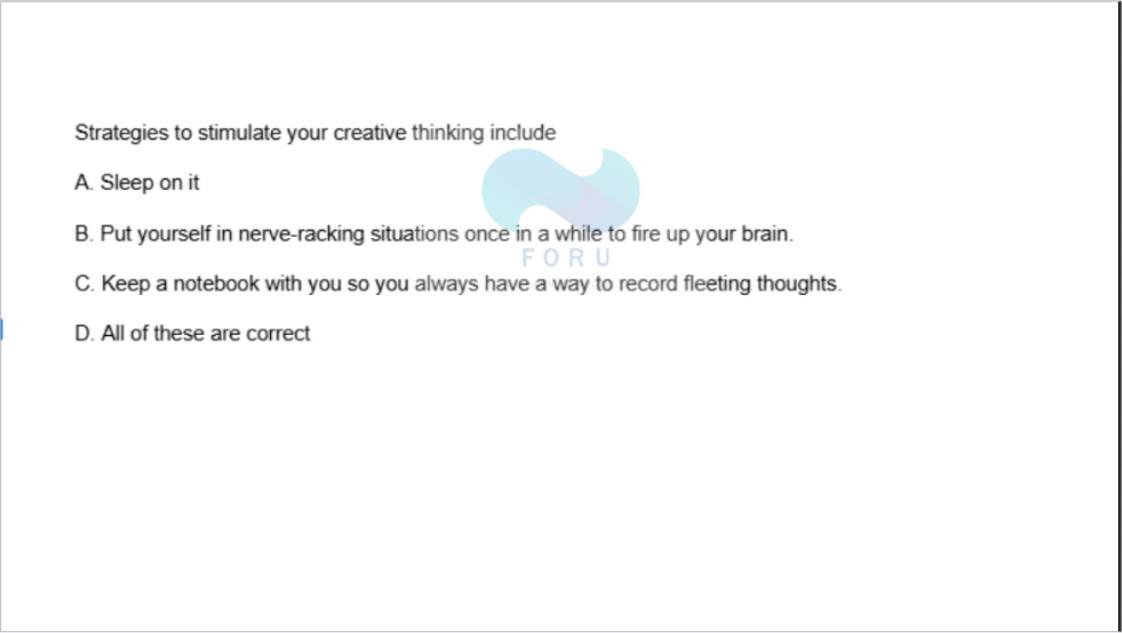 Strategies to stimulate your creative thinking include
A. Sleep on it
B. Put yourself in nerve-racking situations once in a while to fire up your brain.
FORU
C. Keep a notebook with you so you always have a way to record fleeting thoughts.
D. All of these are correct